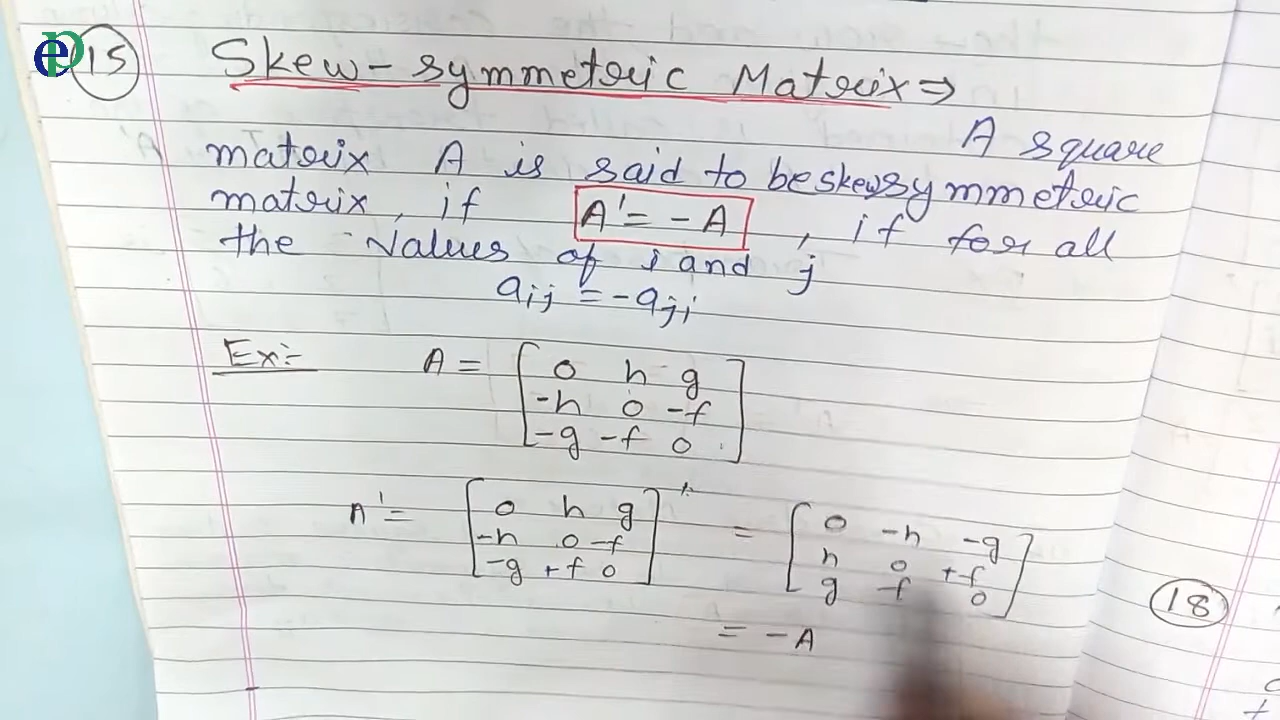 ep
15 Skew-symmetric Matrix ⇒
A square
matrix A is said to be skewsymmetric
matrix, if A' = -A, if for all
the values of i and j
aij = -aji
Ex:- A = [0 h g
-h 0 -f
-g -f 0]
A' = [0 h g
-h 0 -f
-g +f 0]' = [0 -h -g
h 0 +f
g -f 0]
= -A
18